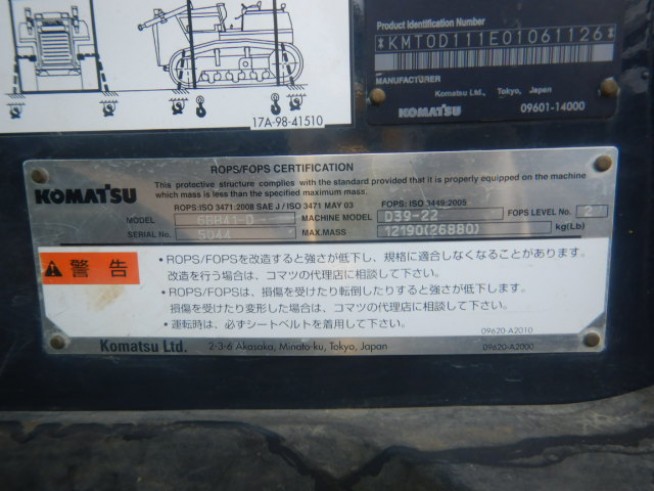 17A-98-41510
Product Identification Number
*KMT0D111E01061126*
MANUFACTURER
Komatsu Ltd., Tokyo, Japan
KOMATSU 09601-14000
ROPS/FOPS CERTIFICATION
KOMATSU
This protective structure complies with the standard provided that it is properly equipped on the machine
which mass is less than the specified maximum mass.
ROPS:ISO 3471:2008 SAE J/ISO 3471 MAY 03 FOPS: ISO 3449:2005
MODEL MACHINE MODEL D39-22 FOPS LEVEL No. 2
SERIAL No. 5044 MAX.MASS 12190(26880) kg(Lb)
警告
•ROPS/FOPSを改造すると強さが低下し、規格に適合しなくなることがあります。
改造を行う場合は、コマツの代理店に相談して下さい。
•ROPS/FOPSは、損傷を受けたり転倒したりすると強さが低下します。
損傷を受けたり変形した場合は、コマツの代理店に相談して下さい。
•運転時は、必ずシートベルトを着用して下さい。
09620-A2010
Komatsu Ltd. 2-3-6 Akasaka, Minato-ku, Tokyo, Japan 09620-A2000